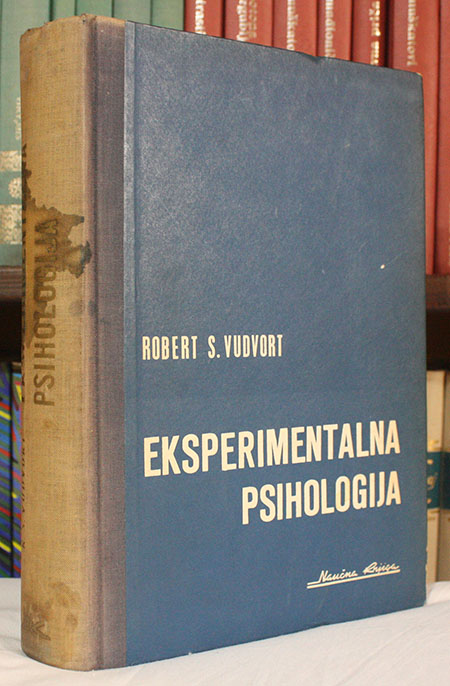 ROBERT S. VUDVORT
EKSPERIMENTALNA
PSIHOLOGIJA
Naučna knjiga
PSIHOLOGIJA